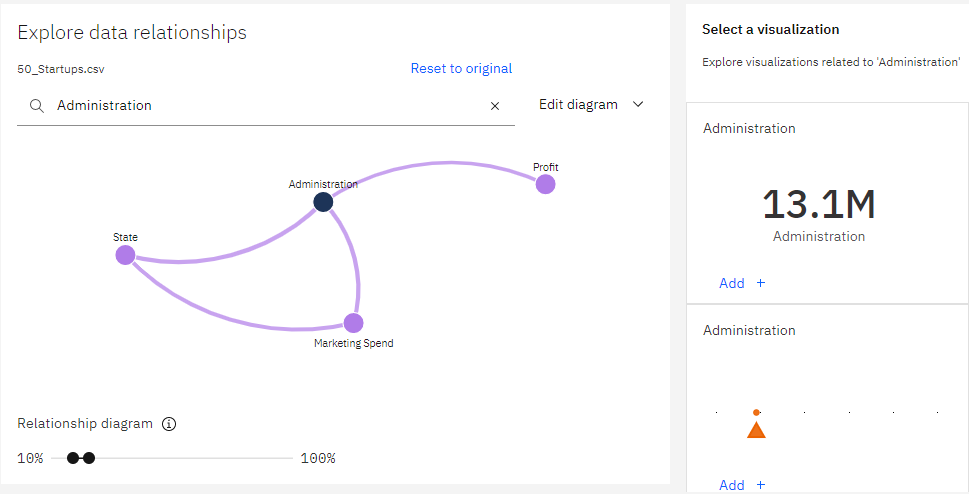 Explore data relationships
50_Startups.csv
Reset to original
Administration
Edit diagram
Profit
Administration
State
Marketing Spend
Relationship diagram
10%
100%
Select a visualization
Explore visualizations related to 'Administration'
Administration
13.1M
Administration
Add +
Administration
Add +